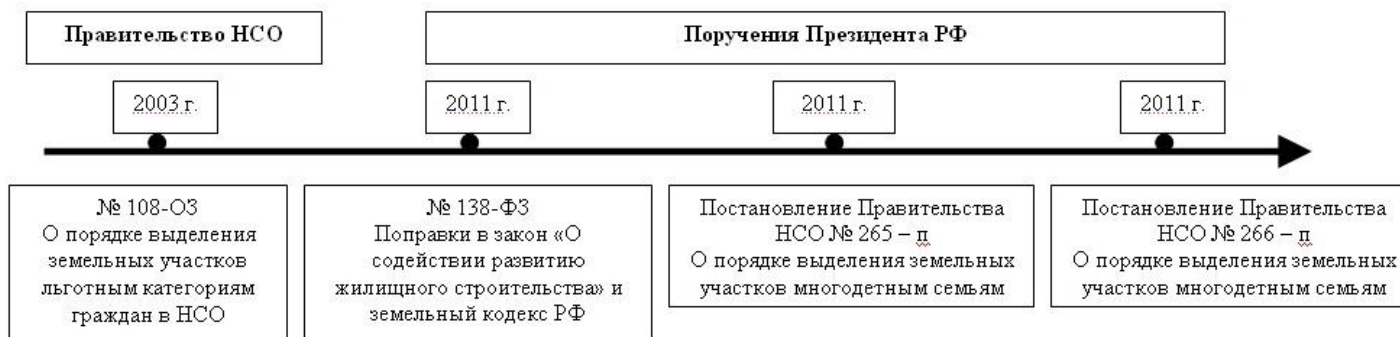 Правительство НСО
Поручения Президента РФ
2003 г.
2011 г.
2011 г.
2011 г.
№ 108-ОЗ
О порядке выделения
земельных участков
льготным категориям
граждан в НСО
№ 138-ФЗ
Поправки в закон «О
содействии развитию
жилищного строительства» и
земельный кодекс РФ
Постановление Правительства
НСО № 265 – п
О порядке выделения земельных
участков многодетным семьям
Постановление Правительства
НСО № 266 – п
О порядке выделения земельных
участков многодетным семьям